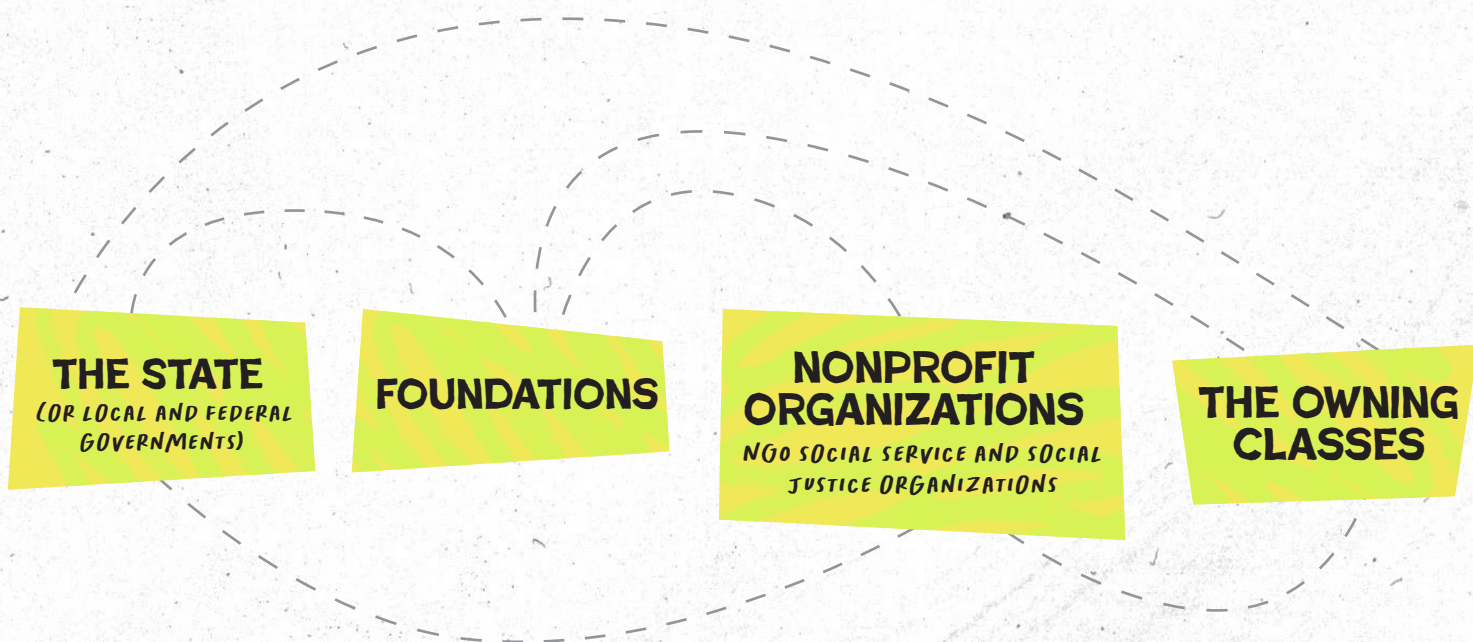 THE STATE
(OR LOCAL AND FEDERAL
GOVERNMENTS)
FOUNDATIONS
NONPROFIT
ORGANIZATIONS
NGO SOCIAL SERVICE AND SOCIAL
JUSTICE ORGANIZATIONS
THE OWNING
CLASSES